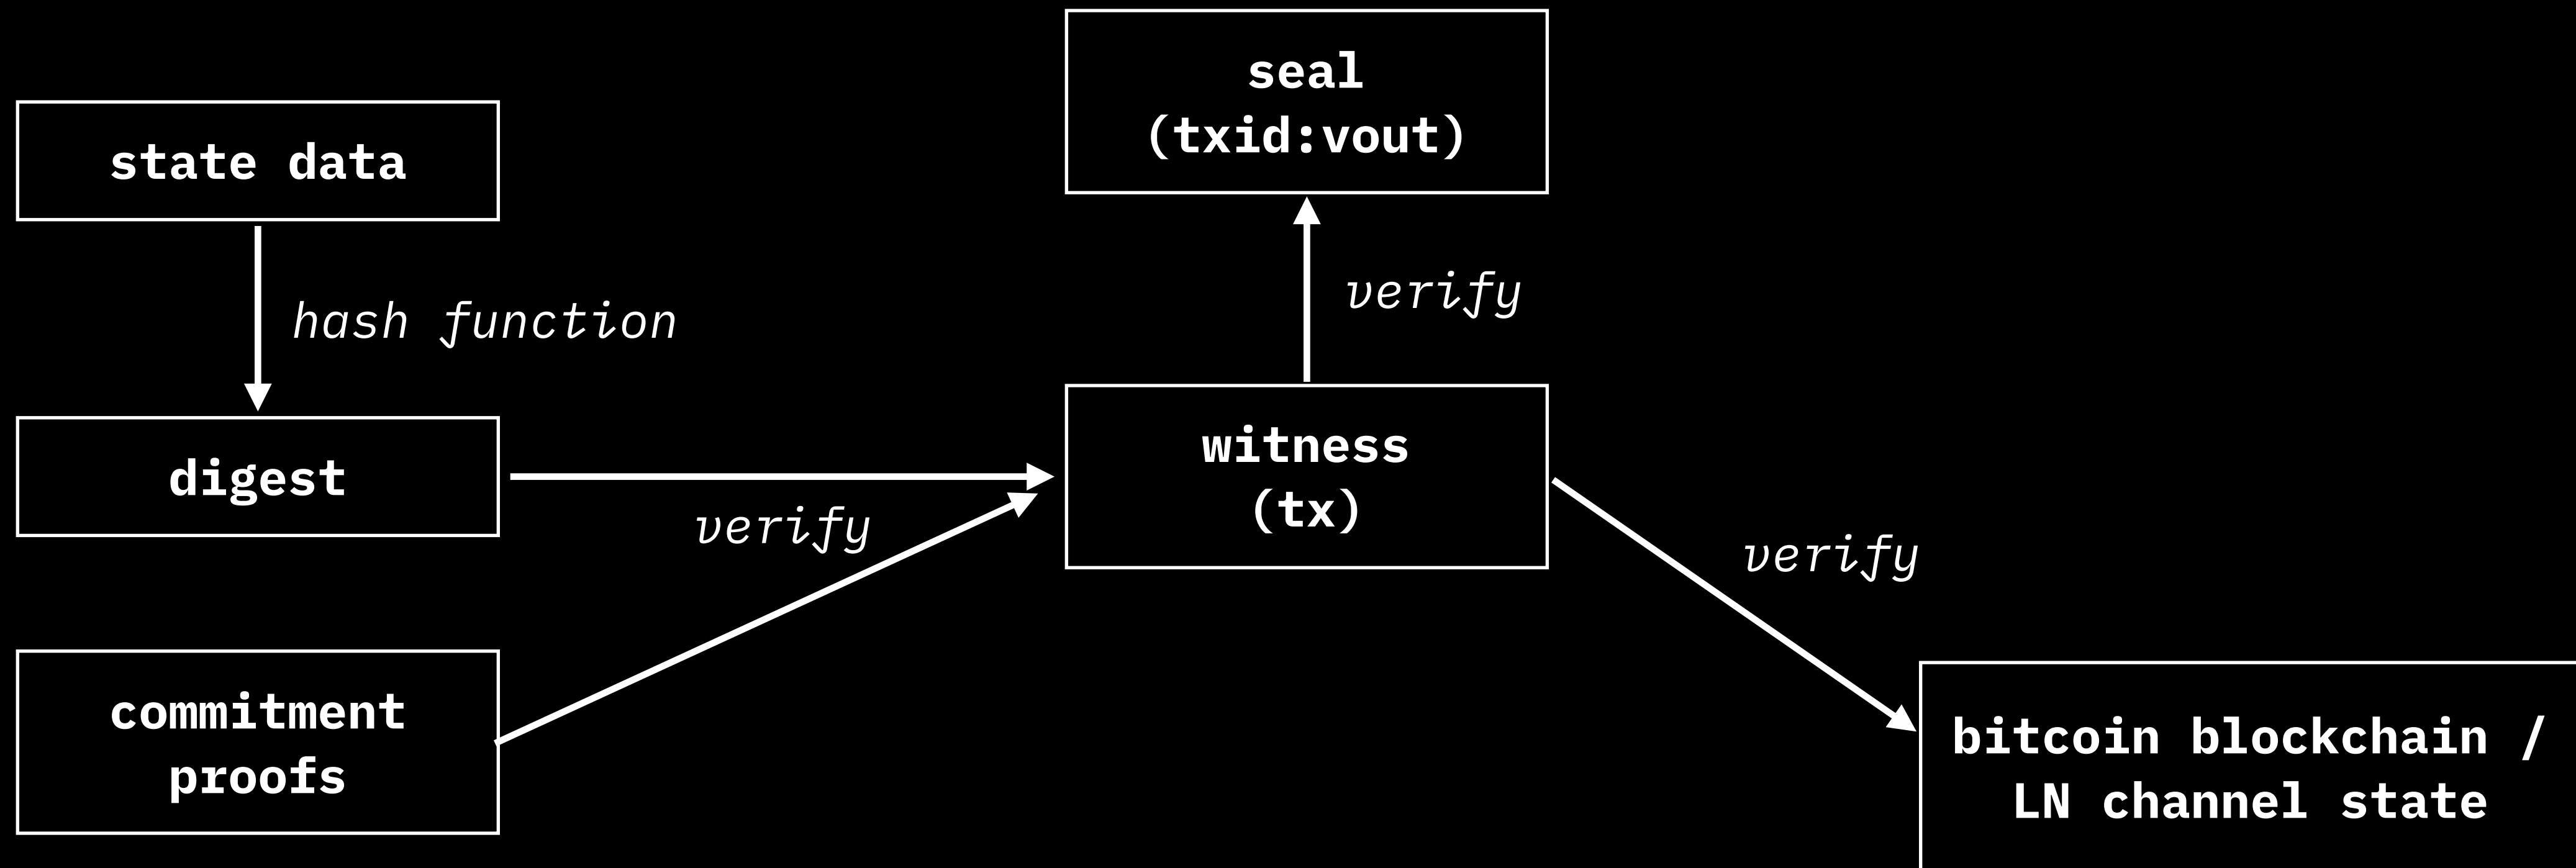 seal
(txid:vout)
state data
hash function
verify
digest
verify
witness
(tx)
verify
commitment
proofs
bitcoin blockchain /
LN channel state